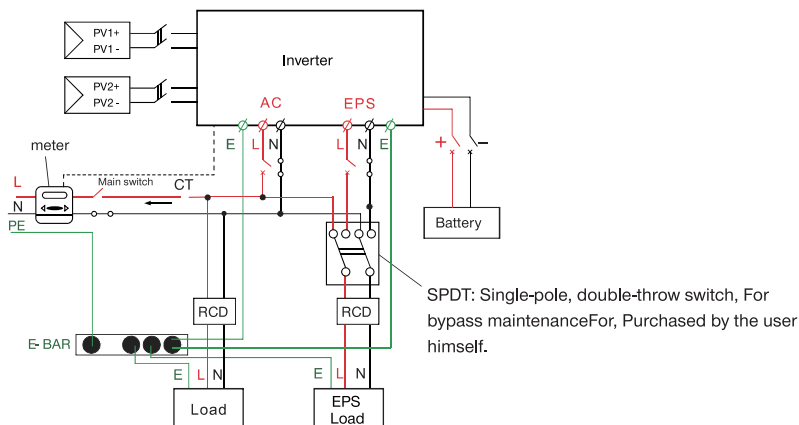 PV1+
PV1 -
PV2+
PV2 -
Inverter
AC
EPS
E
L
N
L
N
E
meter
L
Main switch
CT
N
PE
+
−
Battery
SPDT: Single-pole, double-throw switch, For
bypass maintenanceFor, Purchased by the user
himself.
RCD
RCD
E- BAR
E
L
N
E
L
N
Load
EPS
Load